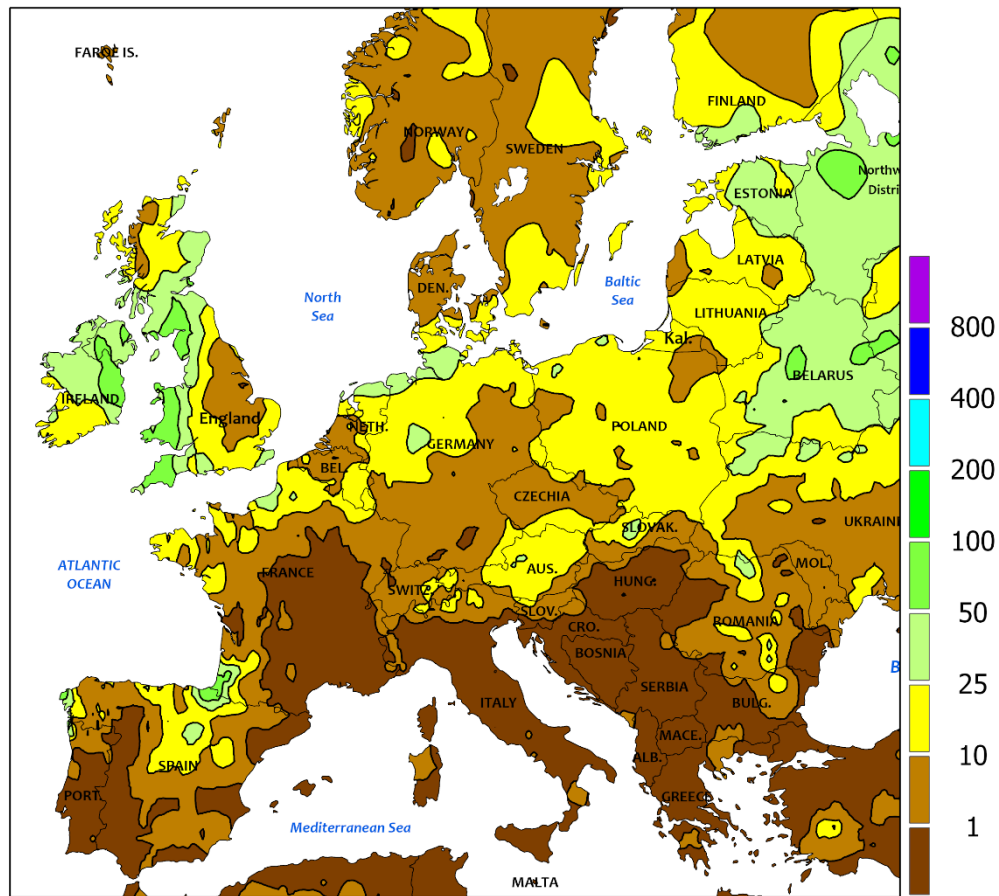 FAROE IS.
FINLAND
NORWAY
SWEDEN
Northw
Distri
ESTONIA
LATVIA
North
Sea
Baltic
Sea
DEN.
LITHUANIA
Kal.
BELARUS
IRELAND
England
NETH.
GERMANY
POLAND
BEL.
CZECHIA
UKRAINE
SLOVAK.
ATLANTIC
OCEAN
FRANCE
AUS.
MOL.
SWITZ.
HUNG.
SLOV.
ROMANIA
CRO.
BOSNIA
B
SERBIA
ITALY
BULG.
MACE.
ALB.
SPAIN
PORT.
GREECE
Mediterranean Sea
MALTA
800
400
200
100
50
25
10
1